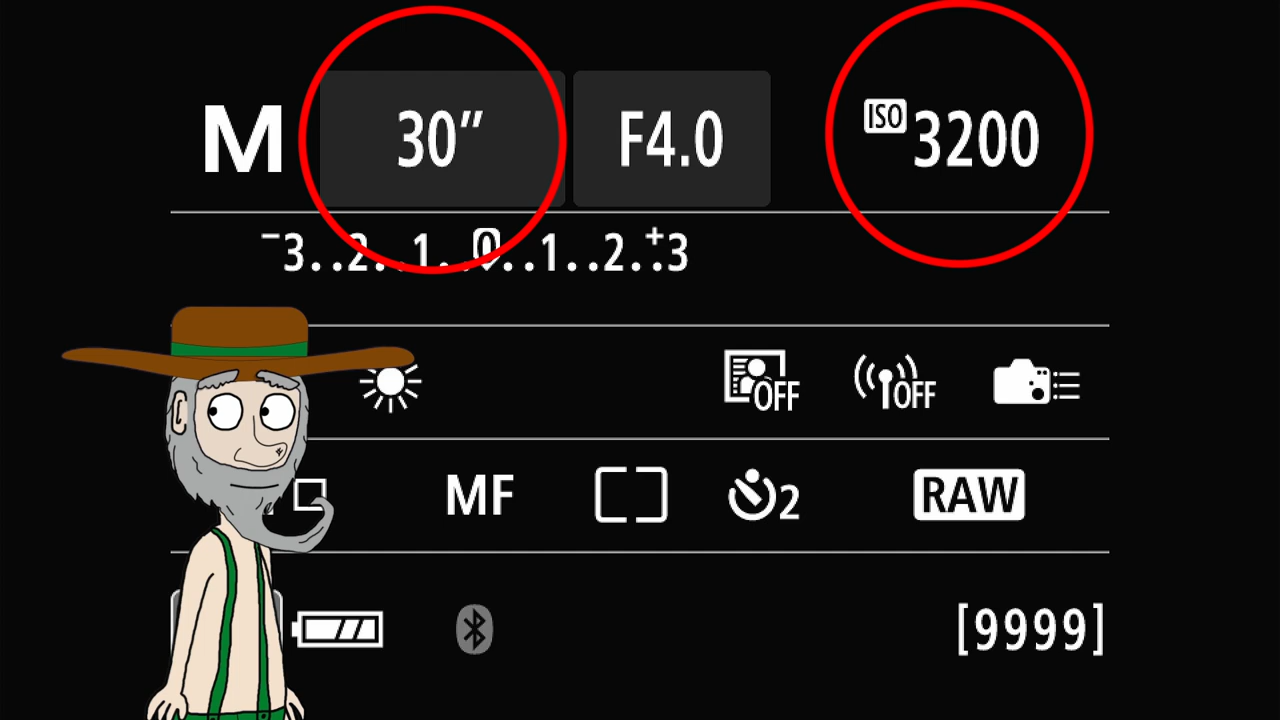 M 30" F4.0 ISO 3200
-3..2..1..0..1..2.:+3
OFF OFF
MF 2 RAW
[9999]